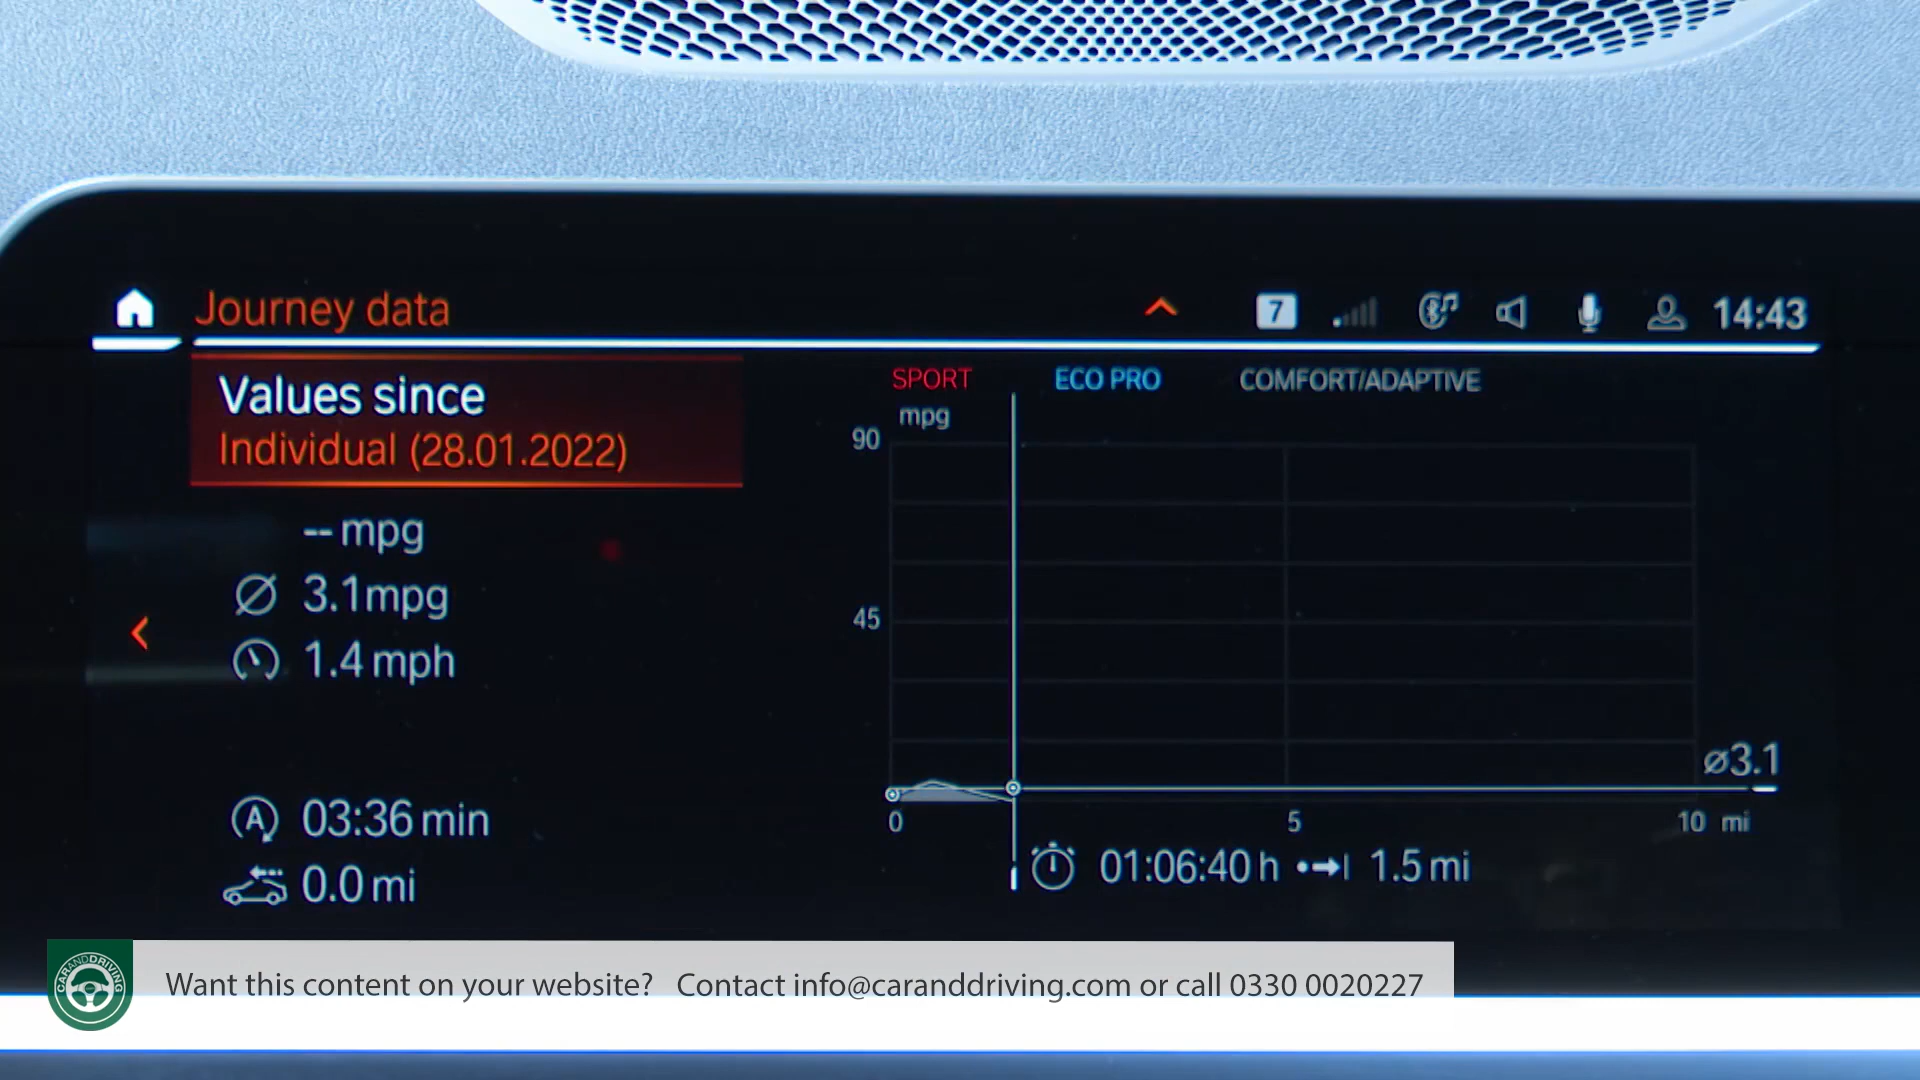 Journey data
7
14:43
Values since
Individual (28.01.2022)
-- mpg
Ø 3.1mpg
1.4 mph
A 03:36 min
0.0 mi
SPORT ECO PRO COMFORT/ADAPTIVE
mpg
90
45
ø3.1
0 5 10 mi
01:06:40 h 1.5 mi
CARANDDRIVING
Want this content on your website? Contact info@caranddriving.com or call 0330 0020227